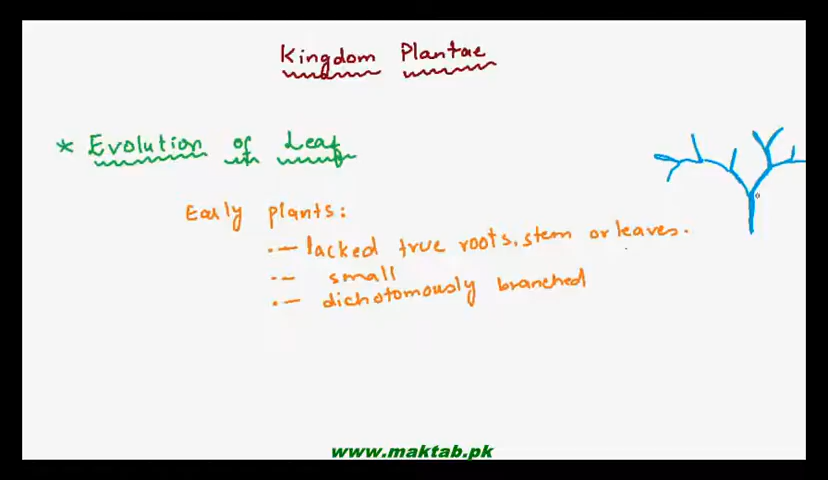 Kingdom Plantae
* Evolution of Leaf
Early plants:
.— lacked true roots, stem or leaves.
.— small
.— dichotomously branched
www.maktab.pk